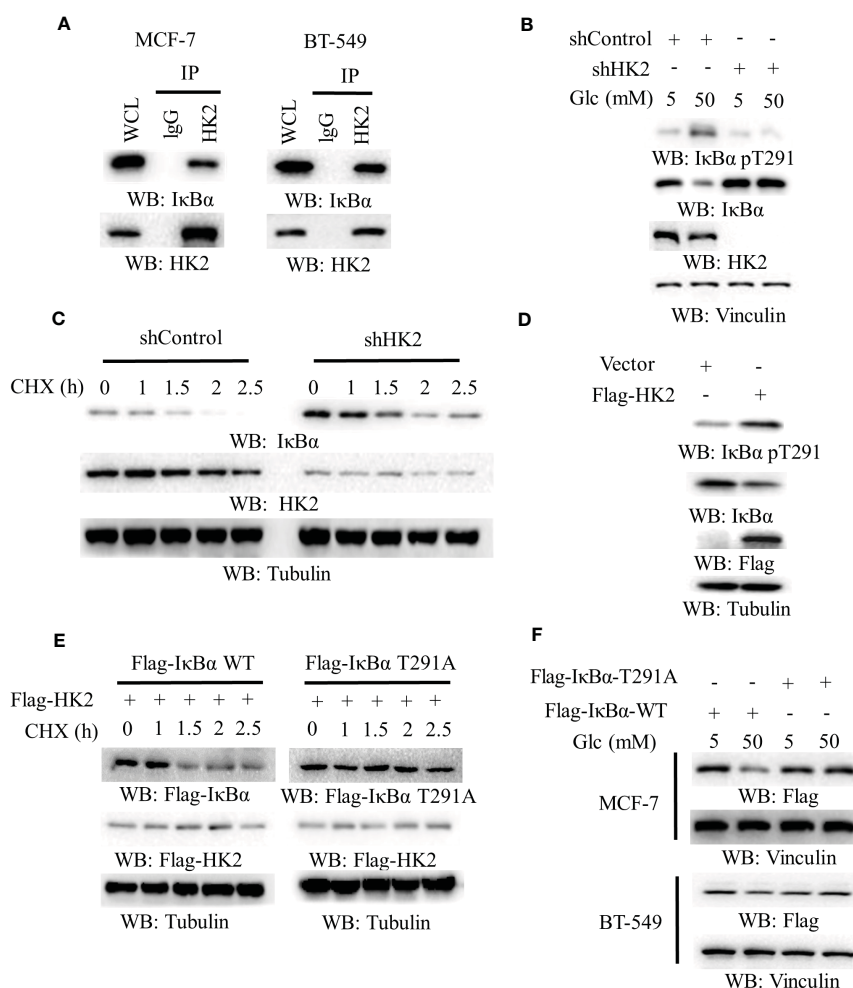 A
MCF-7
BT-549
IP
IP
WCL
IgG
HK2
WCL
IgG
HK2
WB: IκBα
WB: IκBα
WB: HK2
WB: HK2
B
shControl + + - -
shHK2 - - + +
Glc (mM) 5 50 5 50
WB: IκBα pT291
WB: IκBα
WB: HK2
WB: Vinculin
C
shControl
shHK2
CHX (h) 0 1 1.5 2 2.5 0 1 1.5 2 2.5
WB: IκBα
WB: HK2
WB: Tubulin
D
Vector + -
Flag-HK2 - +
WB: IκBα pT291
WB: IκBα
WB: Flag
WB: Tubulin
E
Flag-IκBα WT
Flag-IκBα T291A
Flag-HK2 + + + + + + + + + +
CHX (h) 0 1 1.5 2 2.5 0 1 1.5 2 2.5
WB: Flag-IκBα
WB: Flag-IκBα T291A
WB: Flag-HK2
WB: Flag-HK2
WB: Tubulin
WB: Tubulin
F
Flag-IκBα-T291A - - + +
Flag-IκBα-WT + + - -
Glc (mM) 5 50 5 50
MCF-7
WB: Flag
WB: Vinculin
BT-549
WB: Flag
WB: Vinculin